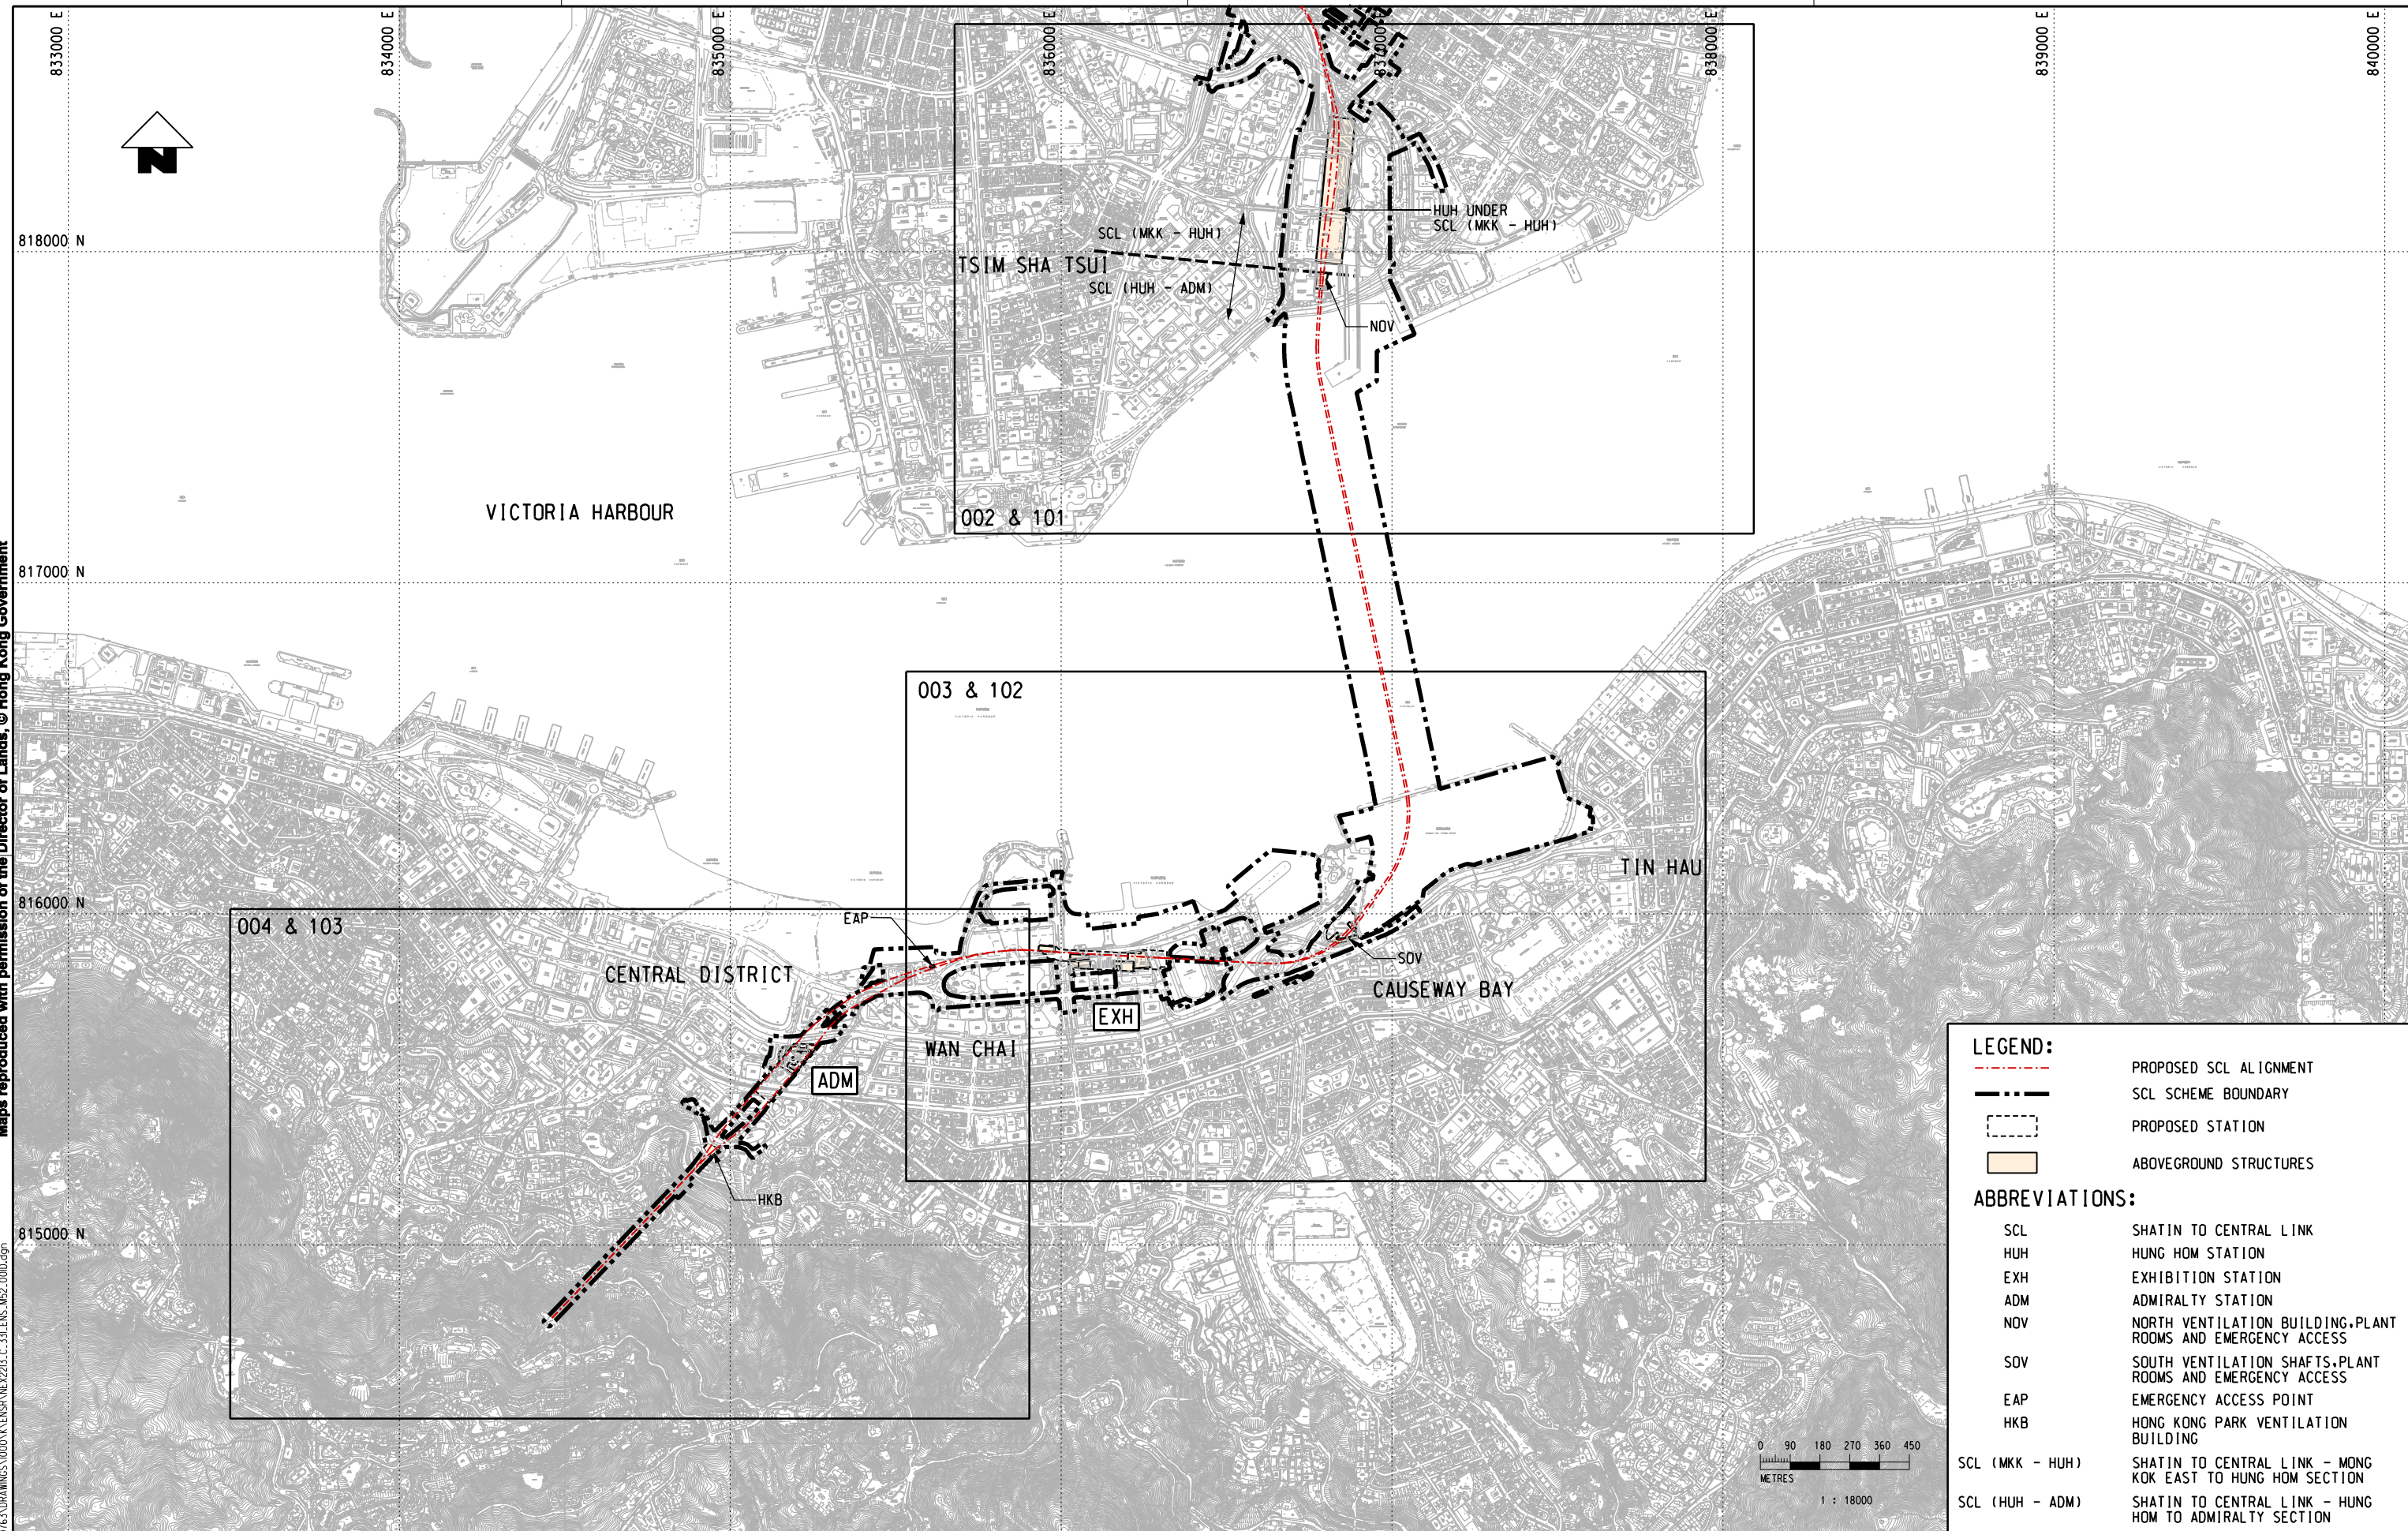 833000 E
834000 E
835000 E
836000 E
837000 E
838000 E
839000 E
840000 E
N
818000 N
817000 N
816000 N
815000 N
SCL (MKK - HUH)
TSIM SHA TSUI
SCL (HUH - ADM)
HUH UNDER
SCL (MKK - HUH)
NOV
002 & 101
VICTORIA HARBOUR
003 & 102
TIN HAU
EAP
004 & 103
CENTRAL DISTRICT
SOV
CAUSEWAY BAY
EXH
WAN CHAI
ADM
HKB
Maps reproduced with permission of the Director of Lands, © Hong Kong Government
LEGEND:
PROPOSED SCL ALIGNMENT
SCL SCHEME BOUNDARY
PROPOSED STATION
ABOVEGROUND STRUCTURES
ABBREVIATIONS:
SCL SHATIN TO CENTRAL LINK
HUH HUNG HOM STATION
EXH EXHIBITION STATION
ADM ADMIRALTY STATION
NOV NORTH VENTILATION BUILDING,PLANT
ROOMS AND EMERGENCY ACCESS
SOV SOUTH VENTILATION SHAFTS,PLANT
ROOMS AND EMERGENCY ACCESS
EAP EMERGENCY ACCESS POINT
HKB HONG KONG PARK VENTILATION
BUILDING
SCL (MKK - HUH) SHATIN TO CENTRAL LINK - MONG
KOK EAST TO HUNG HOM SECTION
SCL (HUH - ADM) SHATIN TO CENTRAL LINK - HUNG
HOM TO ADMIRALTY SECTION
0 90 180 270 360 450
METRES
1 : 18000